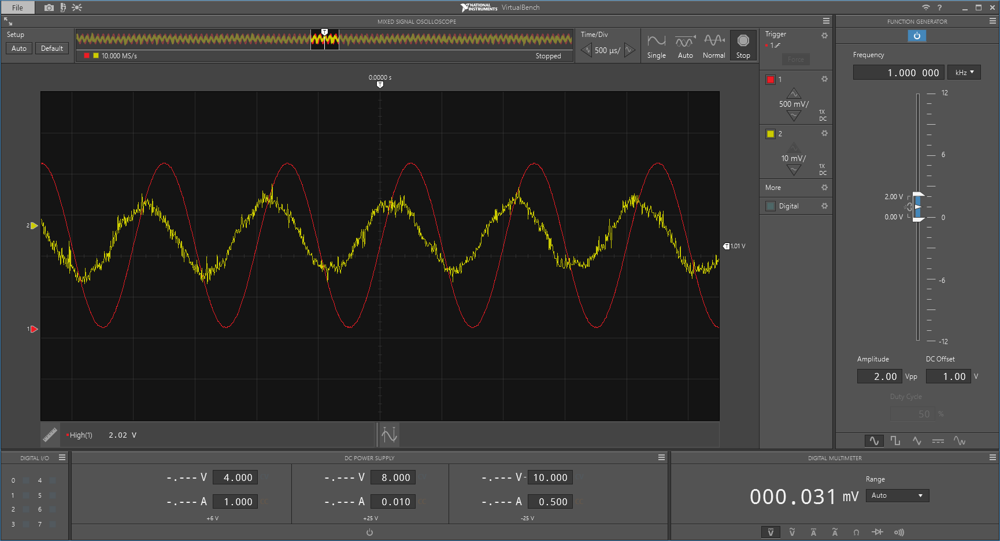 File
NATIONAL INSTRUMENTS VirtualBench
?
MIXED SIGNAL OSCILLOSCOPE
FUNCTION GENERATOR
Setup
Auto
Default
10.000 MS/s
Stopped
T
Time/Div
500 µs/
Single
Auto
Normal
Stop
Trigger
1
Force
0.0000 s
T
1
500 mV/
1X
DC
2
10 mV/
1X
DC
More
Digital
2
1
T 1.01 V
High(1) 2.02 V
Frequency
1.000 000 kHz
12
6
2.00 V
0.00 V
0
-6
-12
Amplitude
2.00 Vpp
DC Offset
1.00 V
Duty Cycle
50 %
DIGITAL I/O
0 4
1 5
2 6
3 7
DC POWER SUPPLY
-.--- V 4.000
-.--- A 1.000 CC
+6 V
-.--- V 8.000
-.--- A 0.010 CC
+25 V
-.--- V -10.000
-.--- A 0.500 CC
-25 V
DIGITAL MULTIMETER
Range
000.031 mV Auto
V V A A Ω